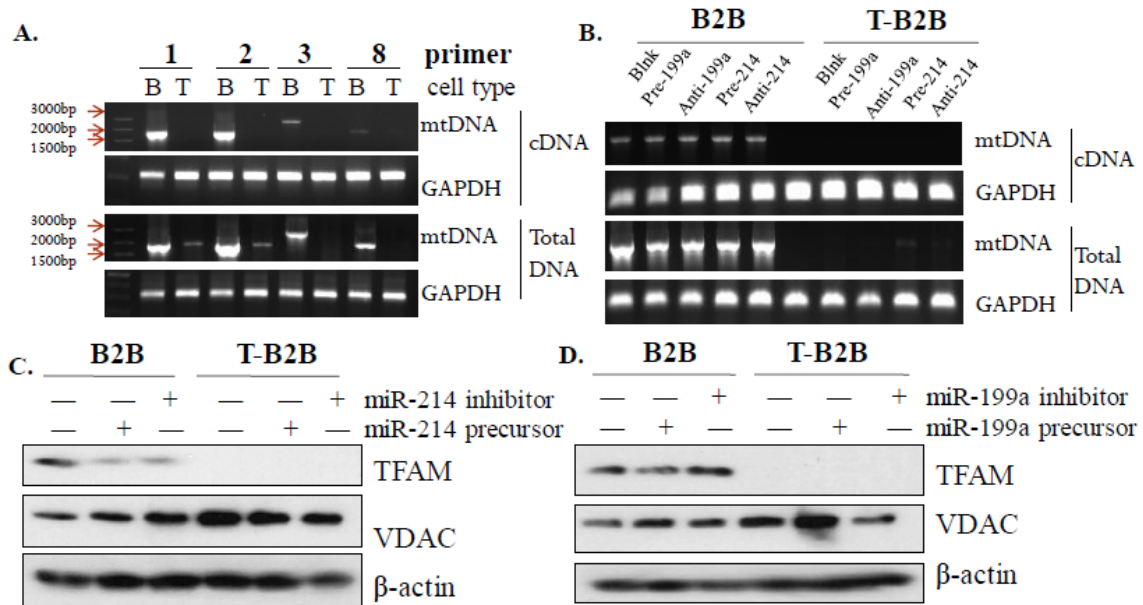 A.
1 2 3 8 primer
B T B T B T B T cell type
3000bp
2000bp
1500bp
mtDNA
GAPDH
cDNA
3000bp
2000bp
1500bp
mtDNA
GAPDH
Total
DNA
B.
B2B T-B2B
Blnk Pre-199a Anti-199a Pre-214 Anti-214 Blnk Pre-199a Anti-199a Pre-214 Anti-214
mtDNA
GAPDH
cDNA
mtDNA
GAPDH
Total
DNA
C.
B2B T-B2B
— — + — — + miR-214 inhibitor
— + — — + — miR-214 precursor
TFAM
VDAC
β-actin
D.
B2B T-B2B
— — + — — + miR-199a inhibitor
— + — — + — miR-199a precursor
TFAM
VDAC
β-actin